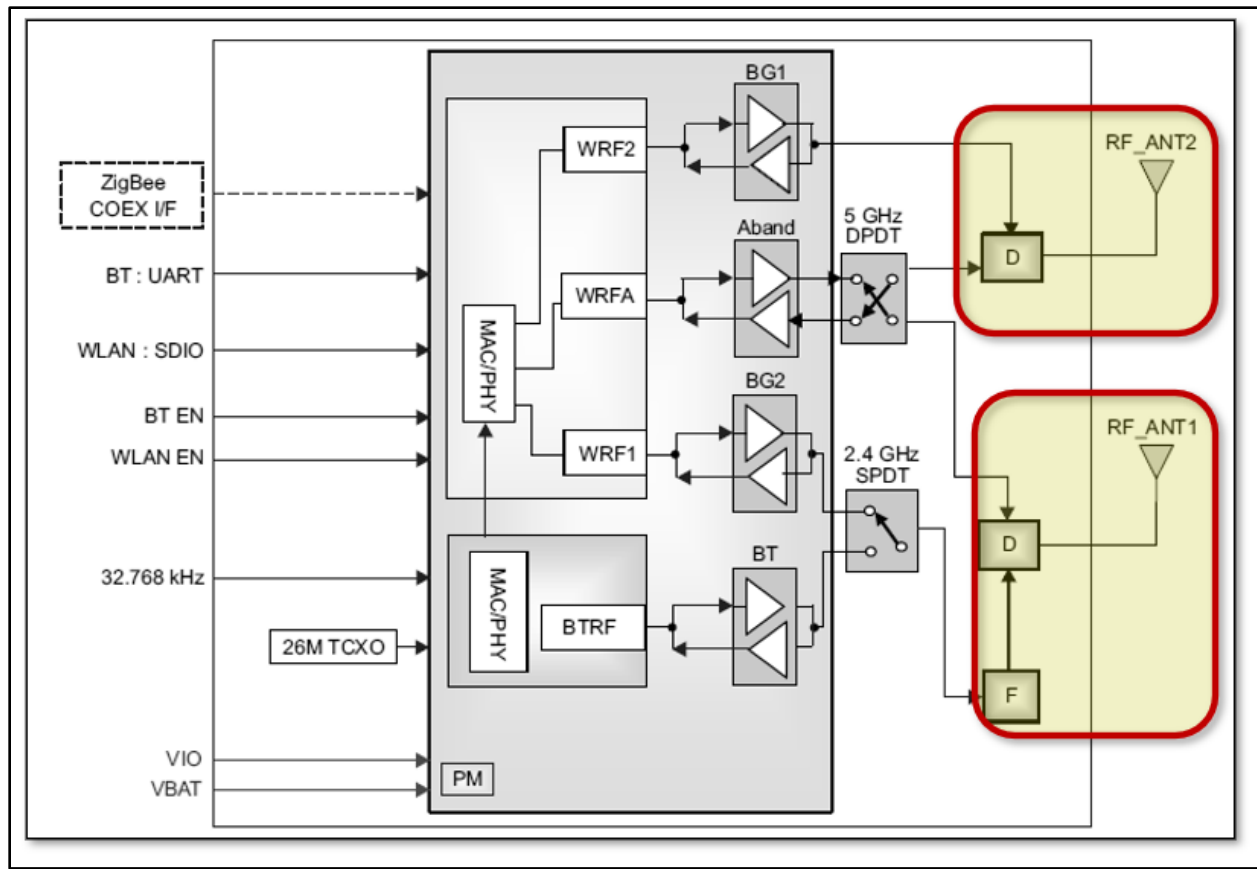 BG1
WRF2
RF_ANT2
ZigBee
COEX I/F
5 GHz
DPDT
Aband
D
BT : UART
WRFA
MAC/PHY
WLAN : SDIO
BG2
BT EN
RF_ANT1
WLAN EN
WRF1
2.4 GHz
SPDT
D
BT
32.768 kHz
MAC/PHY
BTRF
26M TCXO
F
VIO
PM
VBAT